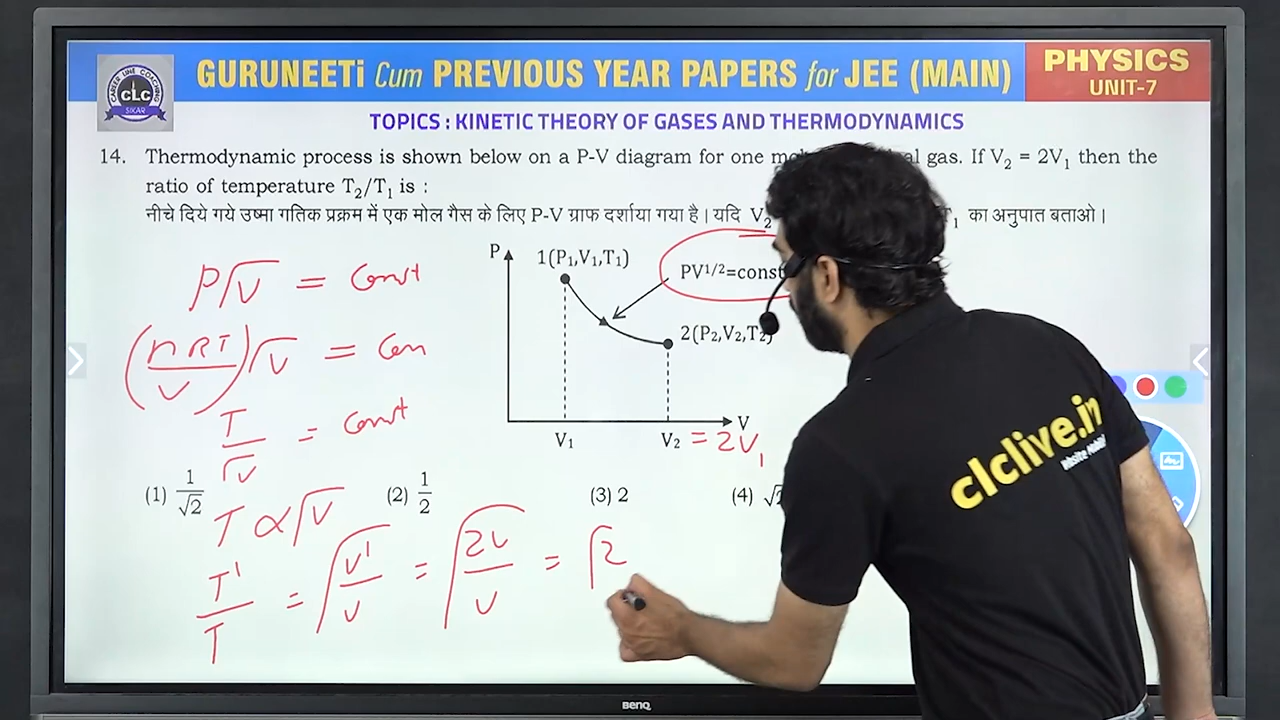 GURUNEETi Cum PREVIOUS YEAR PAPERS for JEE (MAIN)
PHYSICS
UNIT-7
CAREER LINE COACHING
CLC
SIKAR
TOPICS : KINETIC THEORY OF GASES AND THERMODYNAMICS
14. Thermodynamic process is shown below on a P-V diagram for one gas. If V₂ = 2V₁ then the
ratio of temperature T₂/T₁ is :
नीचे दिये गये उष्मा गतिक प्रक्रम में एक मोल गैस के लिए P-V ग्राफ दर्शाया गया है। यदि V₂ T₁ का अनुपात बताओ।
P
1(P₁,V₁,T₁)
PV¹/²=const
2(P₂,V₂,T₂)
V
V₁
V₂ = 2V₁
P√V = Const
(nRT/V)√V = Con
T/√V = Const
(1) 1/√2 (2) 1/2 (3) 2 (4)
T ∝ √V
T'/T = √V'/V = √2V/V = √2
clclive.in
BenQ